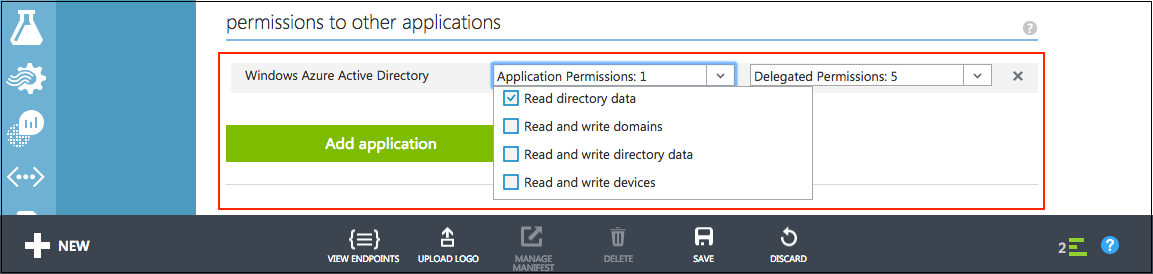 permissions to other applications
?
Windows Azure Active Directory
Application Permissions: 1
Delegated Permissions: 5
Read directory data
Read and write domains
Add application
Read and write directory data
Read and write devices
NEW
VIEW ENDPOINTS
UPLOAD LOGO
MANAGE
MANIFEST
DELETE
SAVE
DISCARD
2
?